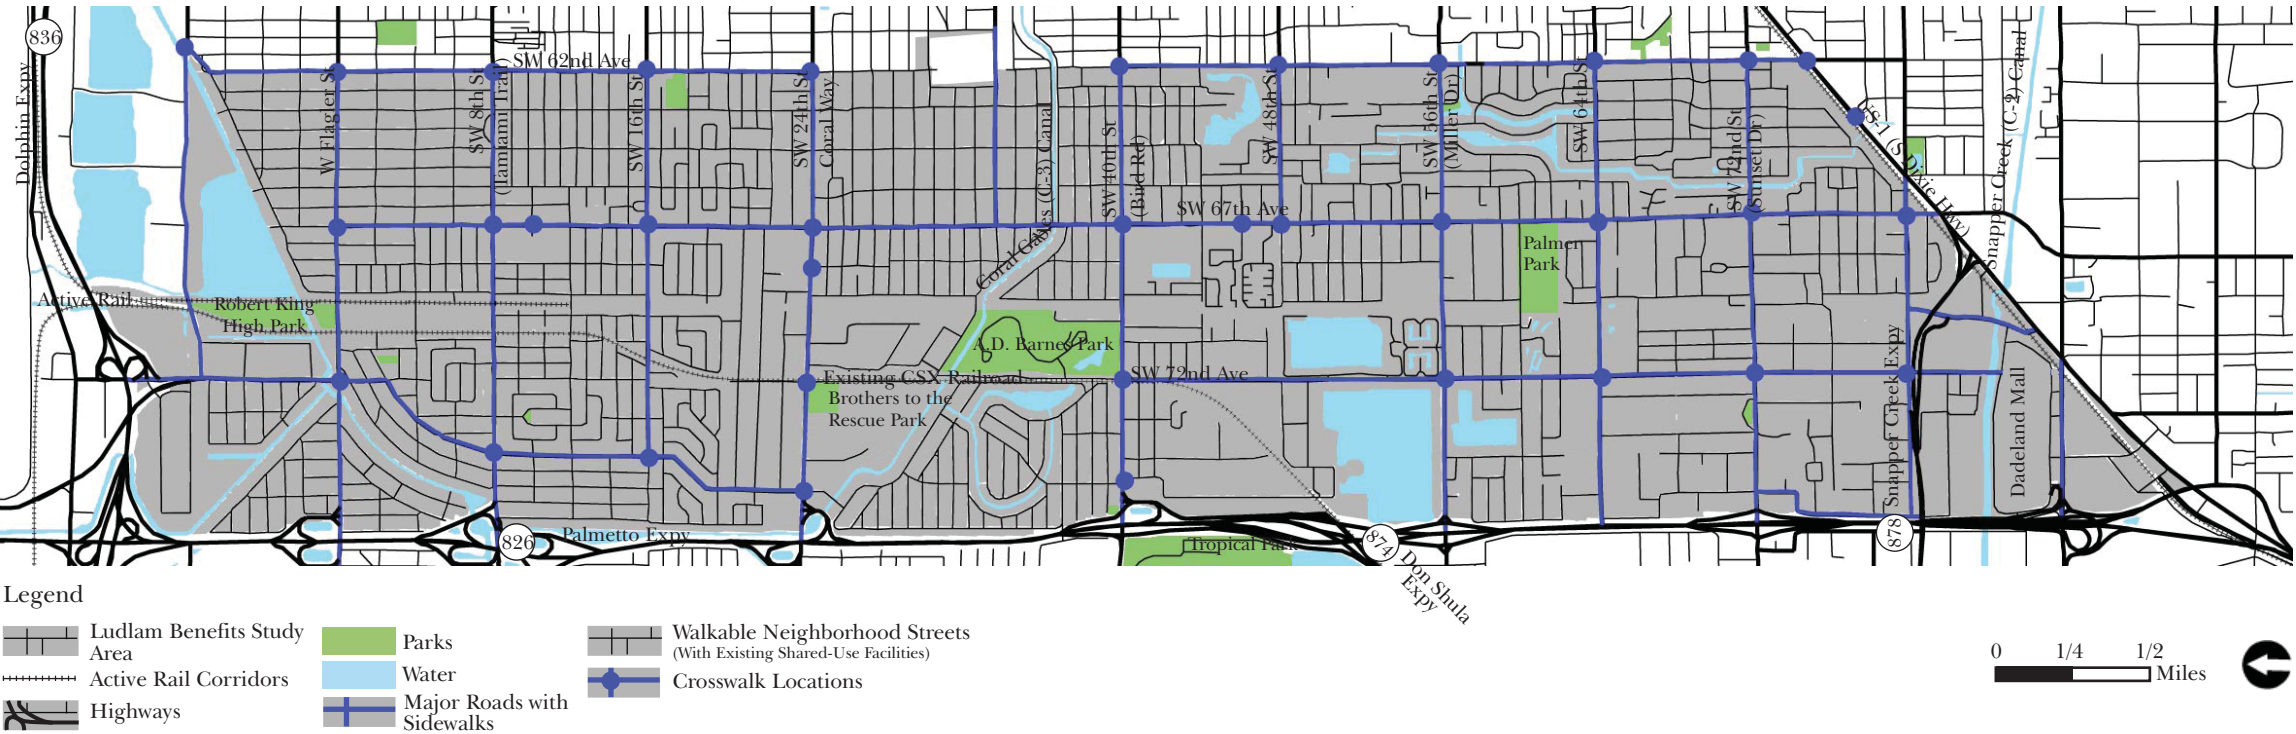 836
Dolphin Expy
W Flagler St
SW 8th St
(Tamiami Trail)
SW 62nd Ave
SW 16th St
SW 24th St
Coral Way
Coral Gables (C-3) Canal
SW 40th St
(Bird Rd)
SW 48th St
SW 56th St
(Miller Dr)
SW 64th St
SW 72nd St
(Sunset Dr)
US-1 (S Dixie Hwy)
Snapper Creek (C-2) Canal
SW 67th Ave
Palmer
Park
Active Rail
Robert King
High Park
A.D. Barnes Park
Existing CSX Railroad
Brothers to the
Rescue Park
SW 72nd Ave
Snapper Creek Expy
Dadeland Mall
826
Palmetto Expy
Tropical Park
874
Don Shula
Expy
878
Legend
Ludlam Benefits Study
Area
Active Rail Corridors
Highways
Parks
Water
Major Roads with
Sidewalks
Walkable Neighborhood Streets
(With Existing Shared-Use Facilities)
Crosswalk Locations
0 1/4 1/2
Miles